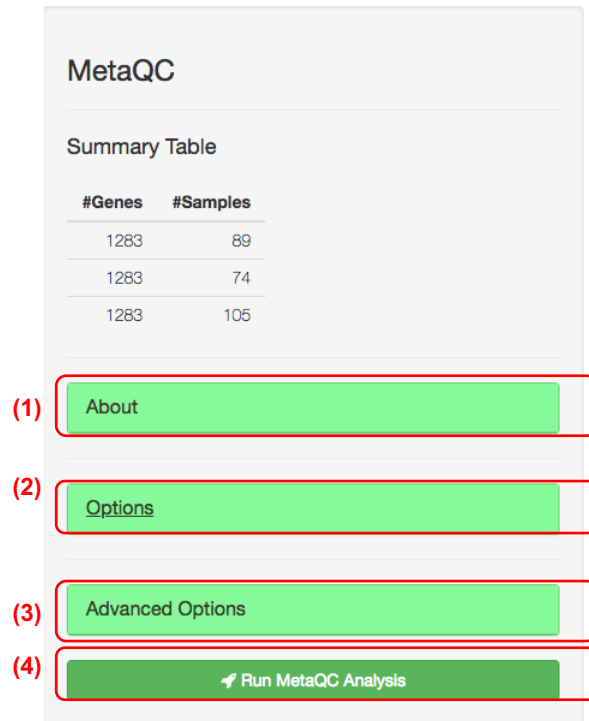 MetaQC
Summary Table
#Genes #Samples
1283 89
1283 74
1283 105
(1) About
(2) Options
(3) Advanced Options
(4) Run MetaQC Analysis